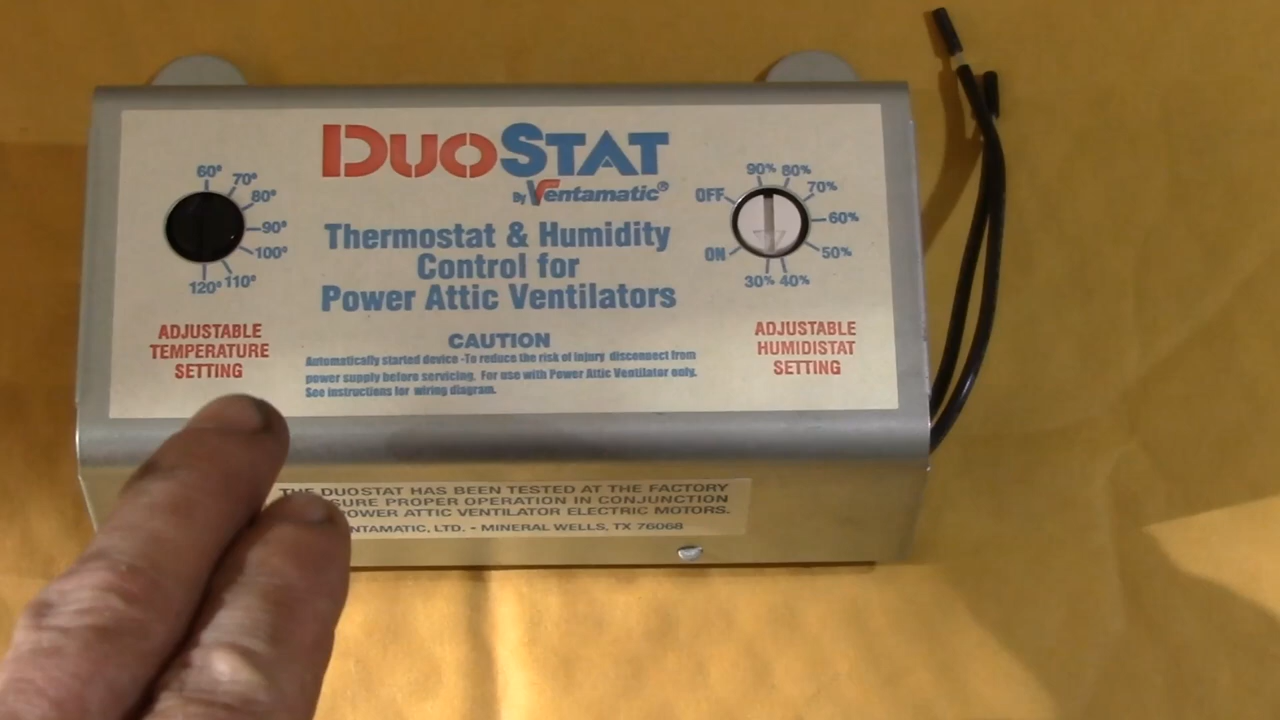 DUOSTAT
By Ventamatic®
Thermostat & Humidity
Control for
Power Attic Ventilators
60°
70°
80°
90°
100°
110°
120°
ADJUSTABLE
TEMPERATURE
SETTING
OFF
90%
80%
70%
60%
50%
40%
30%
ON
ADJUSTABLE
HUMIDISTAT
SETTING
CAUTION
Automatically started device -To reduce the risk of injury disconnect from
power supply before servicing. For use with Power Attic Ventilator only.
See instructions for wiring diagram.
THE DUOSTAT HAS BEEN TESTED AT THE FACTORY
SURE PROPER OPERATION IN CONJUNCTION
POWER ATTIC VENTILATOR ELECTRIC MOTORS.
NTAMATIC, LTD. - MINERAL WELLS, TX 76068